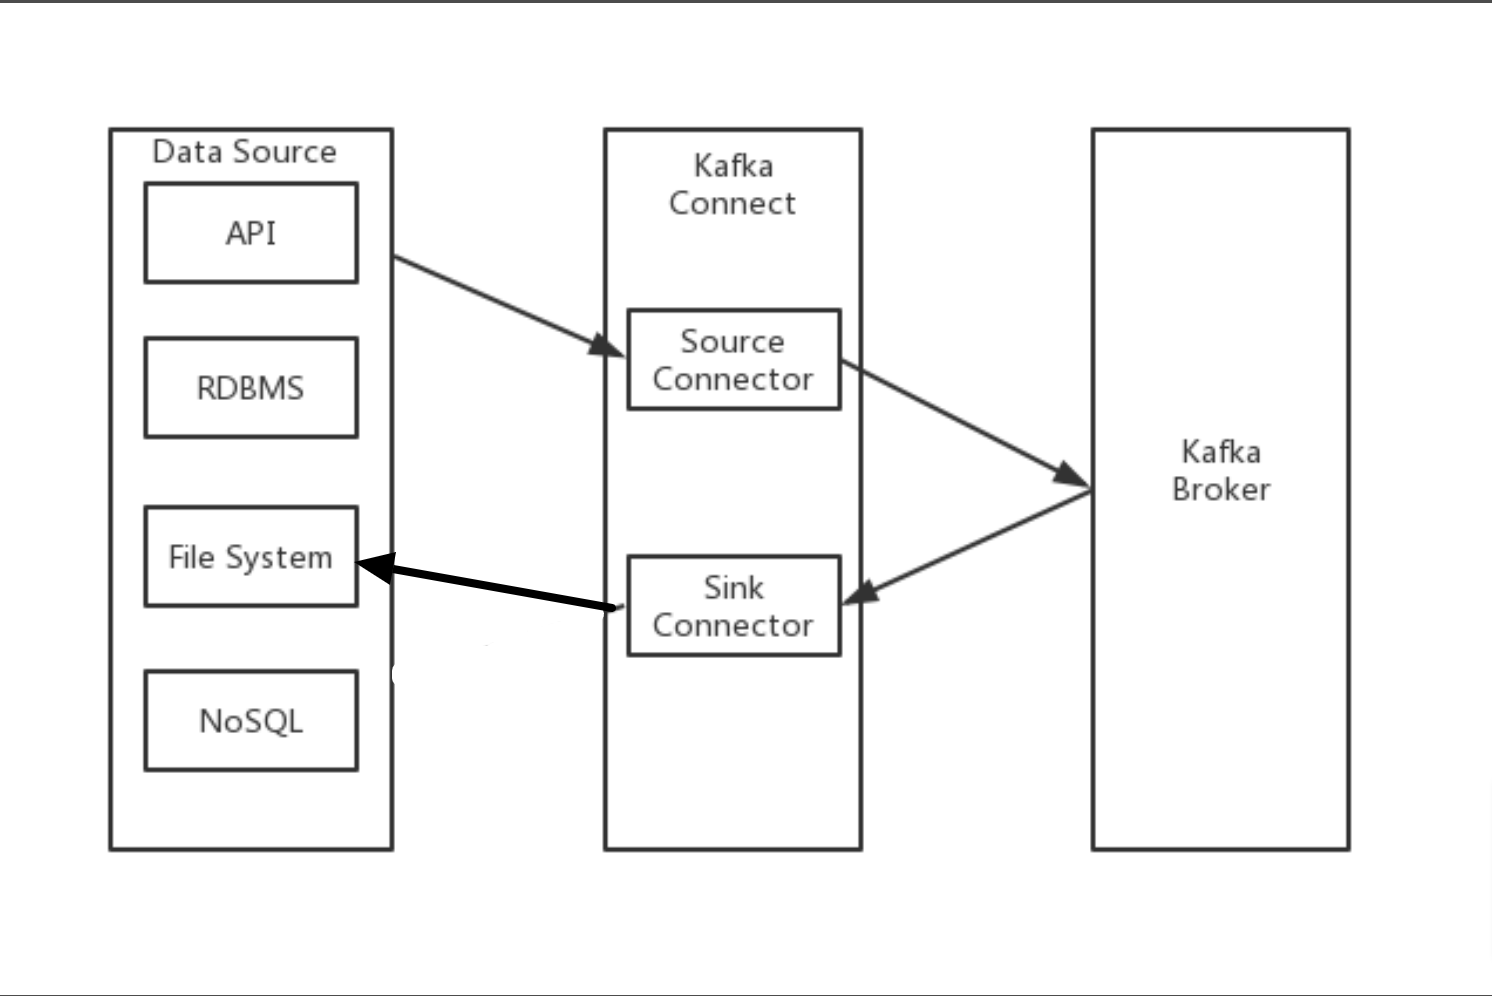 Data Source
API
RDBMS
File System
NoSQL
Kafka
Connect
Source
Connector
Sink
Connector
Kafka
Broker